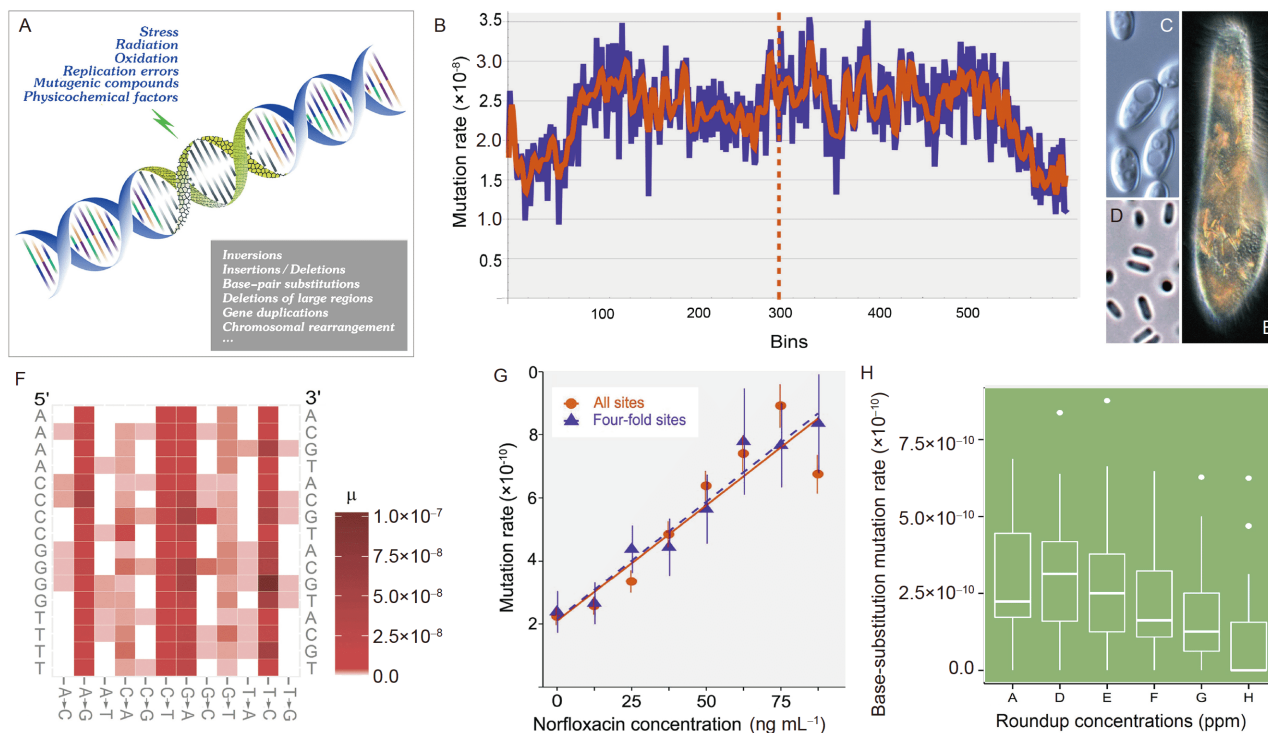 A
Stress
Radiation
Oxidation
Replication errors
Mutagenic compounds
Physicochemical factors
Inversions
Insertions / Deletions
Base-pair substitutions
Deletions of large regions
Gene duplications
Chromosomal rearrangement
...
B
Mutation rate (×10⁻⁸)
3.5
3.0
2.5
2.0
1.5
1.0
0.5
100
200
300
400
500
Bins
C
D
E
F
5'
3'
A
A
A
A
C
C
C
C
G
G
G
G
T
T
T
T
A
C
G
T
A
C
G
T
A
C
G
T
A
C
G
T
A→C
A→G
A→T
C→A
C→G
C→T
G→A
G→C
G→T
T→A
T→C
T→G
μ
1.0×10⁻⁷
7.5×10⁻⁸
5.0×10⁻⁸
2.5×10⁻⁸
0.0
G
Mutation rate (×10⁻¹⁰)
0
8
6
4
2
All sites
Four-fold sites
0
25
50
75
Norfloxacin concentration (ng mL⁻¹)
H
Base-substitution mutation rate (×10⁻¹⁰)
7.5×10⁻¹⁰
5.0×10⁻¹⁰
2.5×10⁻¹⁰
0.0
A
D
E
F
G
H
Roundup concentrations (ppm)